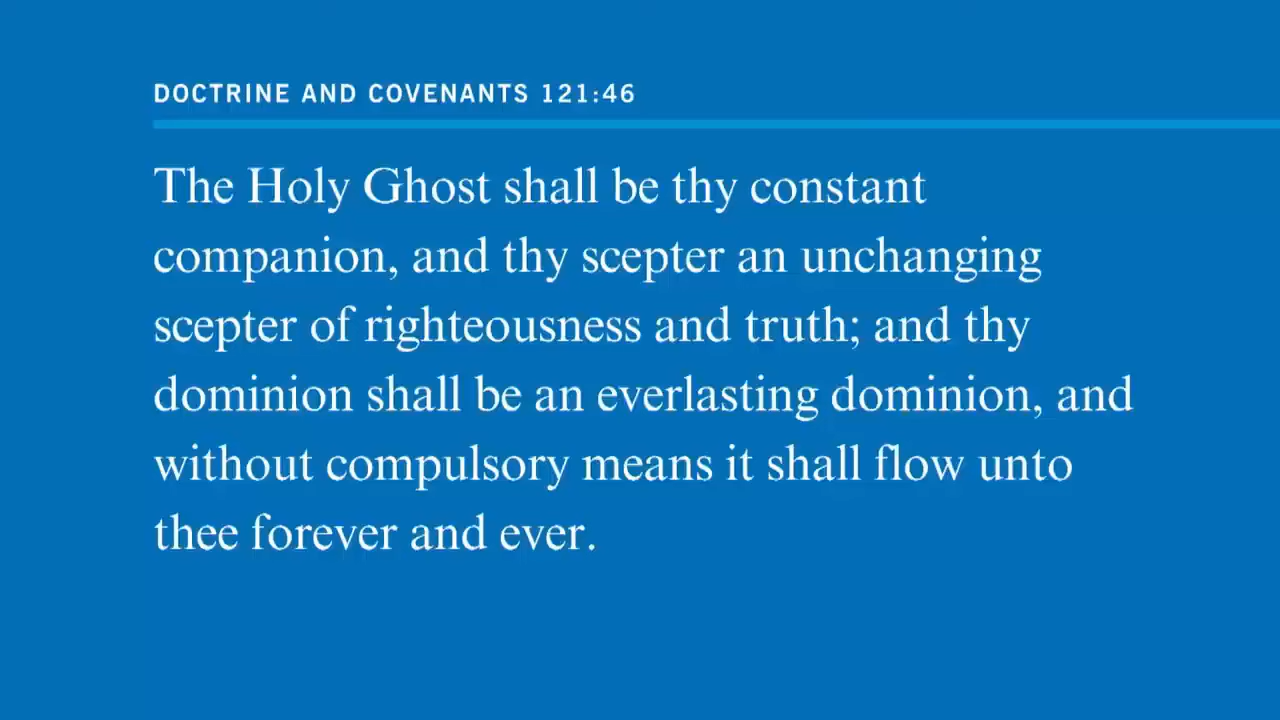 DOCTRINE AND COVENANTS 121:46
The Holy Ghost shall be thy constant
companion, and thy scepter an unchanging
scepter of righteousness and truth; and thy
dominion shall be an everlasting dominion, and
without compulsory means it shall flow unto
thee forever and ever.